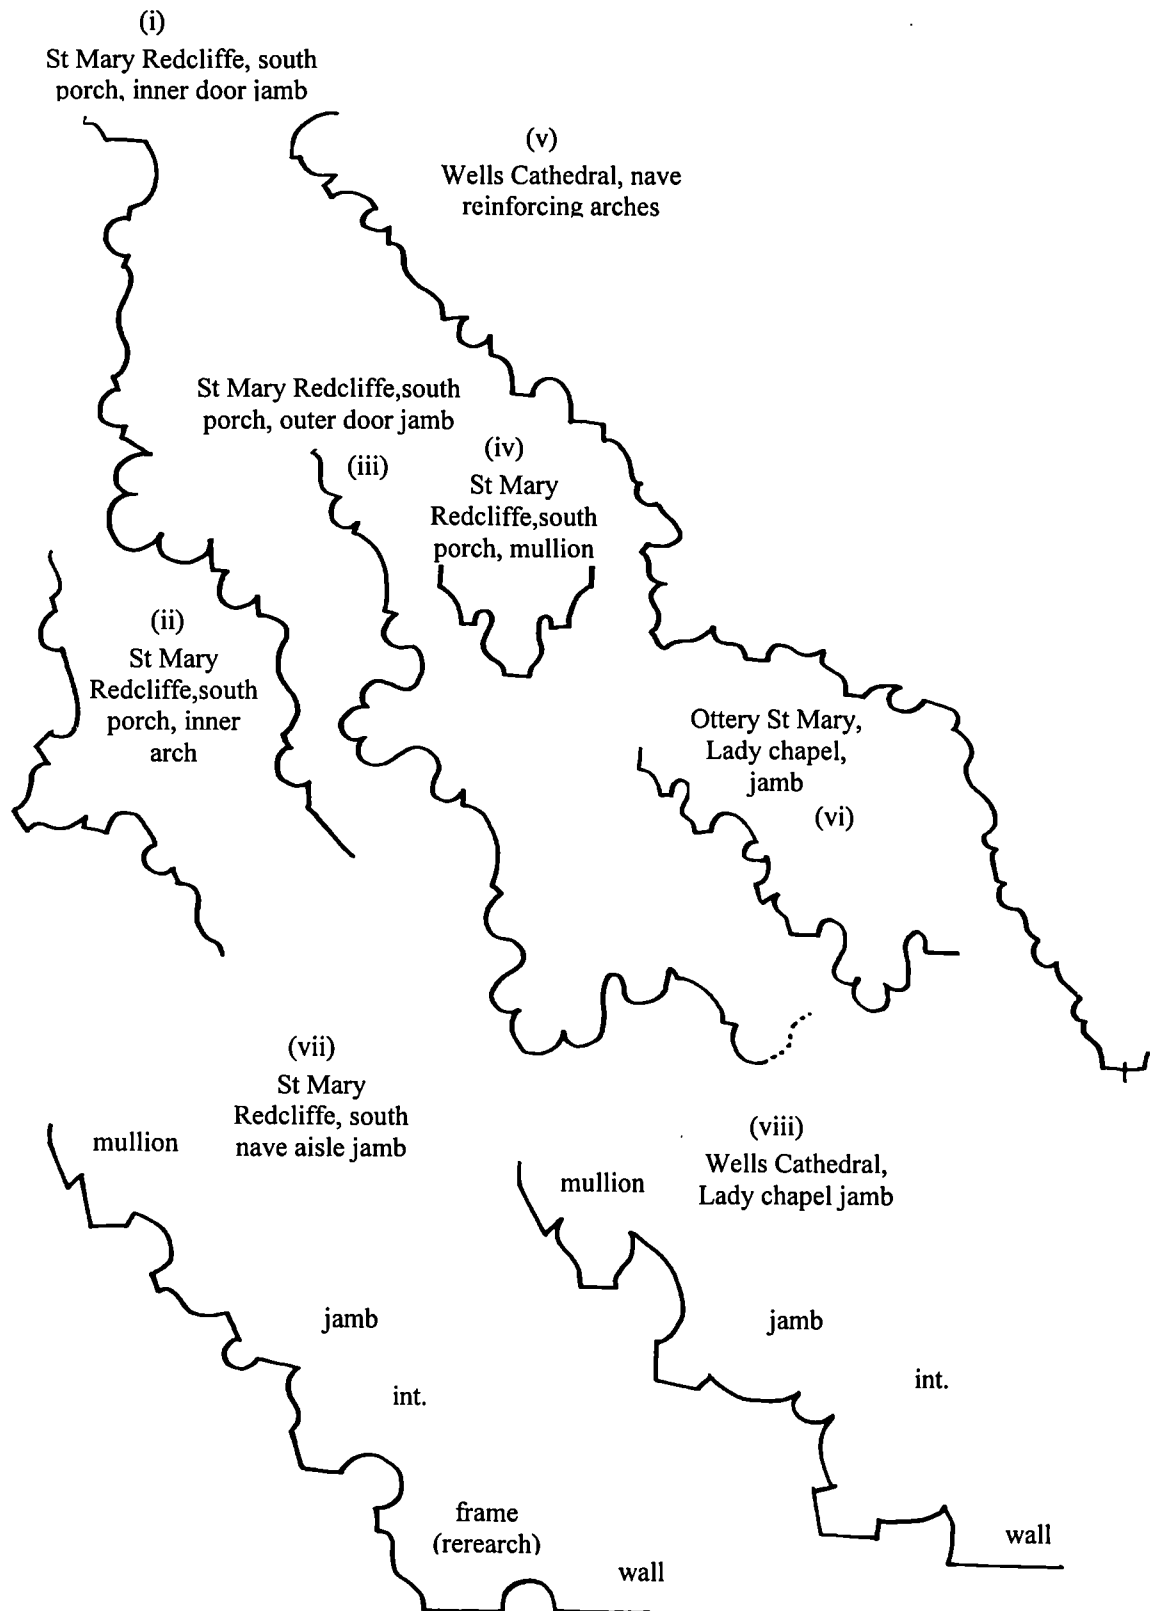 (i)
St Mary Redcliffe, south
porch, inner door jamb
(v)
Wells Cathedral, nave
reinforcing arches
St Mary Redcliffe,south
porch, outer door jamb
(iii)
(iv)
St Mary
Redcliffe,south
porch, mullion
(ii)
St Mary
Redcliffe,south
porch, inner
arch
Ottery St Mary,
Lady chapel,
jamb
(vi)
(vii)
St Mary
Redcliffe, south
nave aisle jamb
mullion
jamb
int.
frame
(rerearch)
wall
(viii)
Wells Cathedral,
Lady chapel jamb
mullion
jamb
int.
wall